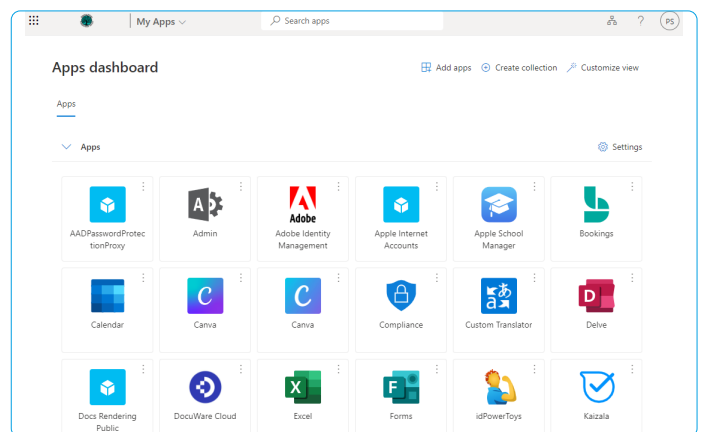 My Apps
Search apps
PS
Apps dashboard
Add apps
Create collection
Customize view
Apps
Apps
Settings
AADPasswordProtec
tionProxy
A
Admin
Adobe
Adobe Identity
Management
Apple Internet
Accounts
Apple School
Manager
Bookings
Calendar
C
Canva
C
Canva
Compliance
あ
a
Custom Translator
D
Delve
Docs Rendering
Public
DocuWare Cloud
X
Excel
F
Forms
idPowerToys
Kaizala